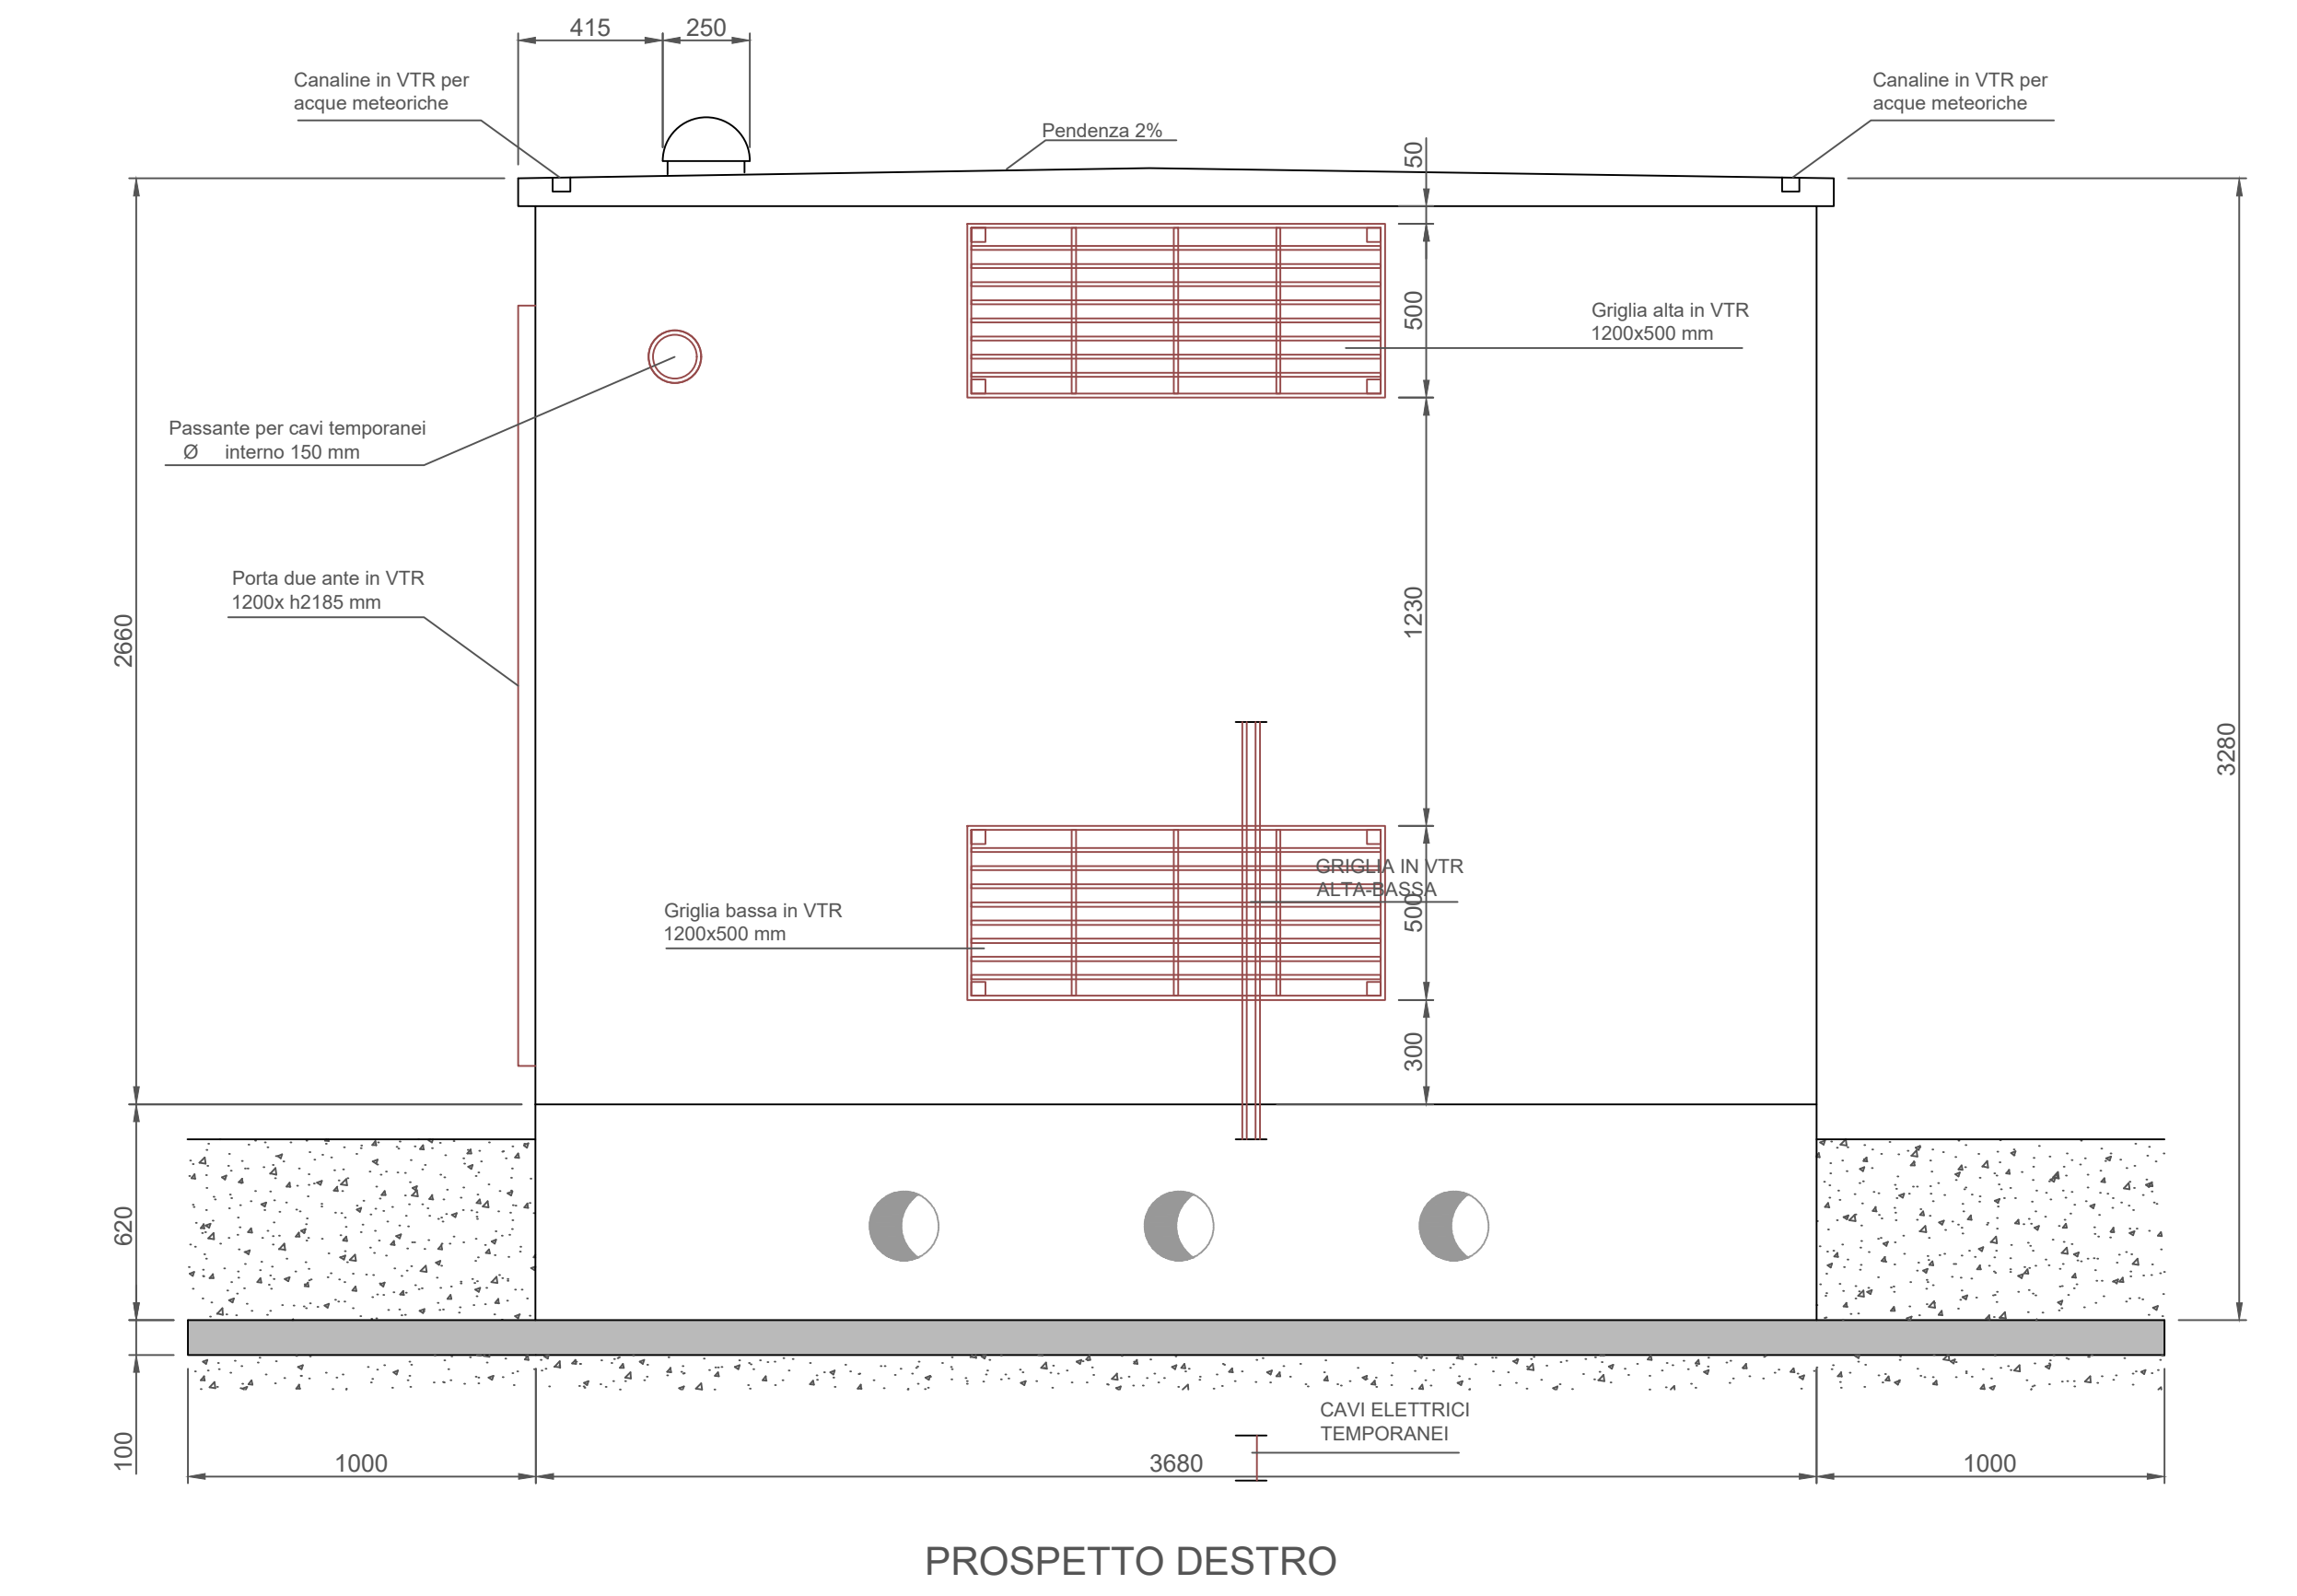 415
250
Canaline in VTR per
acque meteoriche
Canaline in VTR per
acque meteoriche
Pendenza 2%
50
500
Griglia alta in VTR
1200x500 mm
Passante per cavi temporanei
Ø interno 150 mm
Porta due ante in VTR
1200x h2185 mm
2660
1230
3280
GRIGLIA IN VTR
ALTA-BASSA
500
Griglia bassa in VTR
1200x500 mm
300
620
100
CAVI ELETTRICI
TEMPORANEI
1000
3680
1000
PROSPETTO DESTRO